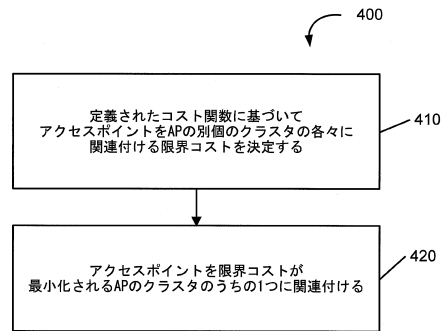 400
定義されたコスト関数に基づいて
アクセスポイントをAPの別個のクラスタの各々に
関連付ける限界コストを決定する
410
アクセスポイントを限界コストが
最小化されるAPのクラスタのうちの1つに関連付ける
420